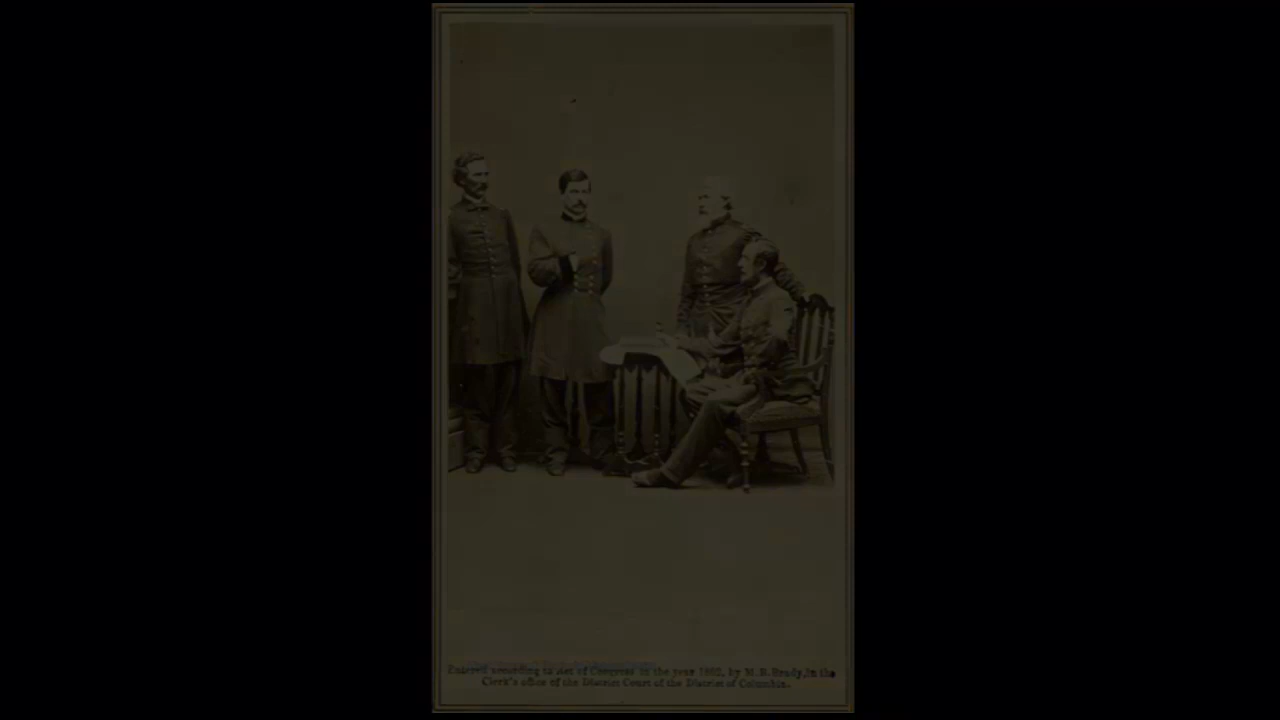 Entered according to Act of Congress in the year 1862, by M. B. Brady, in the
Clerk's office of the District Court of the District of Columbia.